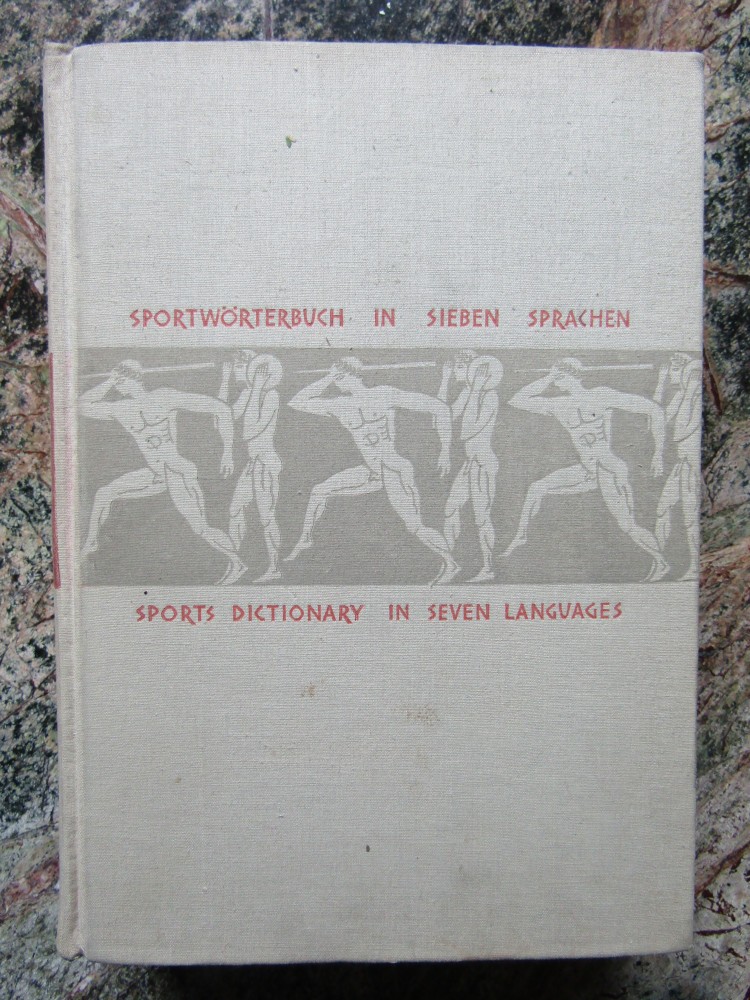 SPORTWÖRTERBUCH IN SIEBEN SPRACHEN
SPORTS DICTIONARY IN SEVEN LANGUAGES